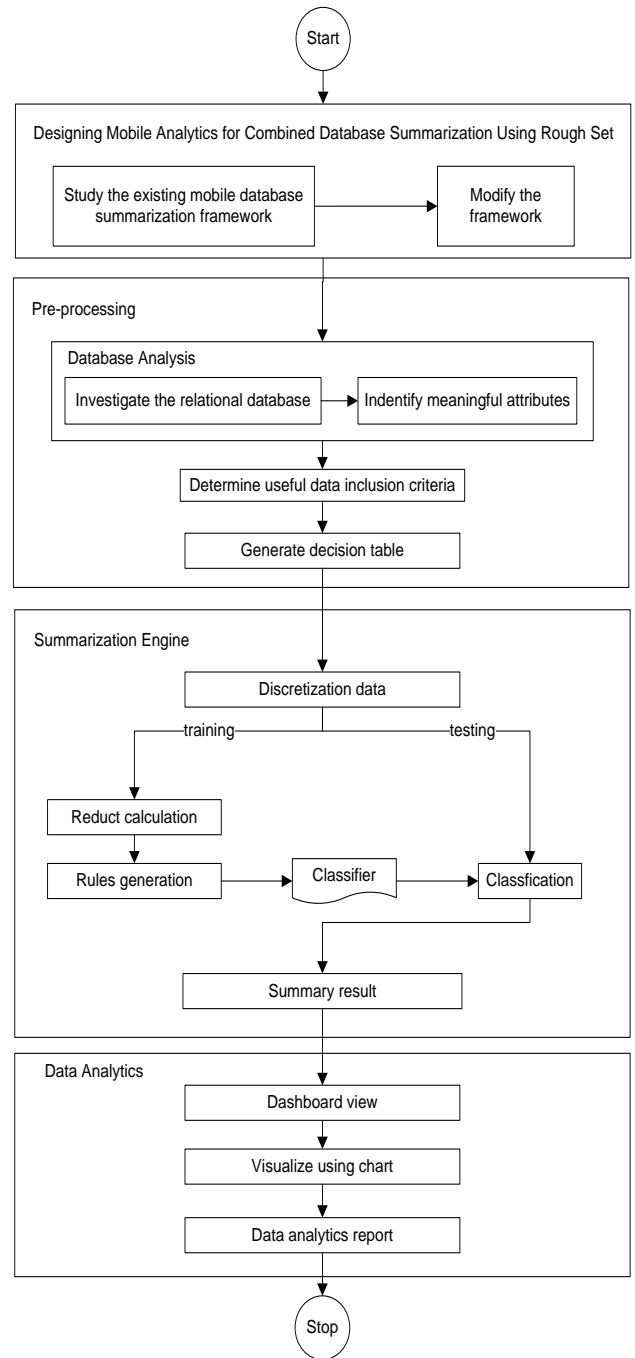 Start
Designing Mobile Analytics for Combined Database Summarization Using Rough Set
Study the existing mobile database
summarization framework
Modify the
framework
Pre-processing
Database Analysis
Investigate the relational database
Indentify meaningful attributes
Determine useful data inclusion criteria
Generate decision table
Summarization Engine
Discretization data
training
testing
Reduct calculation
Rules generation
Classifier
Classfication
Summary result
Data Analytics
Dashboard view
Visualize using chart
Data analytics report
Stop